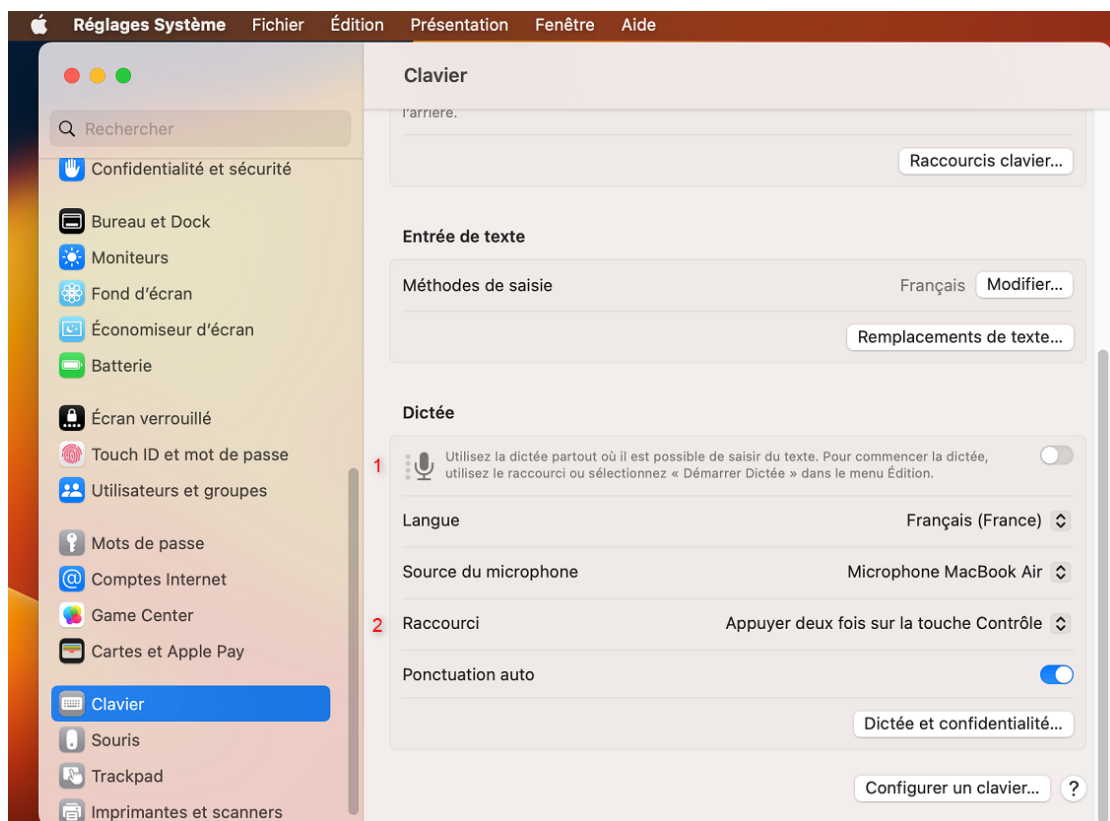 Réglages Système Fichier Édition Présentation Fenêtre Aide
Rechercher
Confidentialité et sécurité
Bureau et Dock
Moniteurs
Fond d'écran
Économiseur d'écran
Batterie
Écran verrouillé
Touch ID et mot de passe
Utilisateurs et groupes
Mots de passe
Comptes Internet
Game Center
Cartes et Apple Pay
Clavier
Souris
Trackpad
Imprimantes et scanners
Clavier
l'arrière.
Raccourcis clavier...
Entrée de texte
Méthodes de saisie Français Modifier...
Remplacements de texte...
Dictée
1 Utilisez la dictée partout où il est possible de saisir du texte. Pour commencer la dictée,
utilisez le raccourci ou sélectionnez « Démarrer Dictée » dans le menu Édition.
Langue Français (France)
Source du microphone Microphone MacBook Air
2 Raccourci Appuyer deux fois sur la touche Contrôle
Ponctuation auto
Dictée et confidentialité...
Configurer un clavier... ?